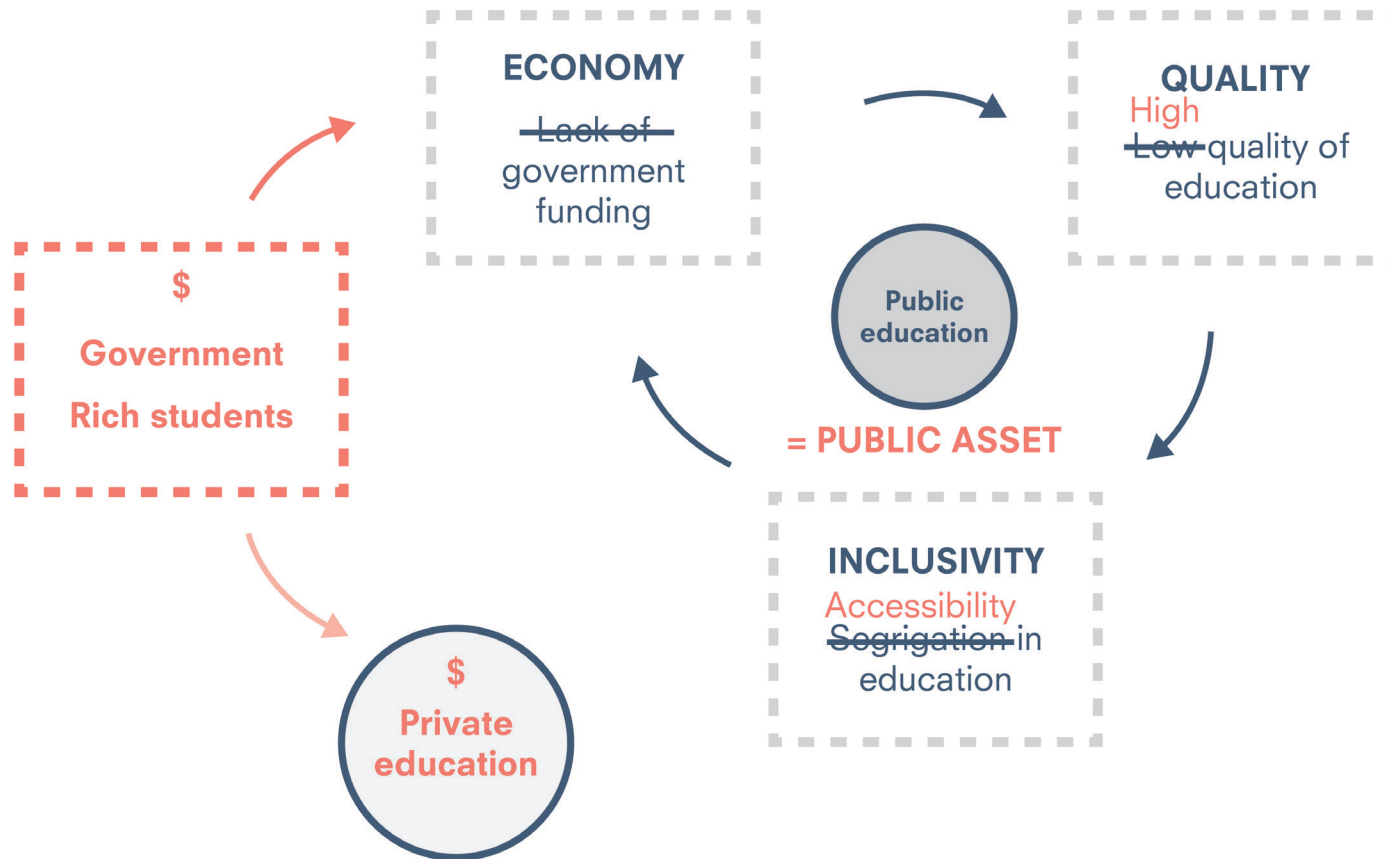 ECONOMY
Lack of
government
funding
QUALITY
High
Low quality of
education
$
Government
Rich students
Public
education
= PUBLIC ASSET
INCLUSIVITY
Accessibility
Segrigation in
education
$
Private
education